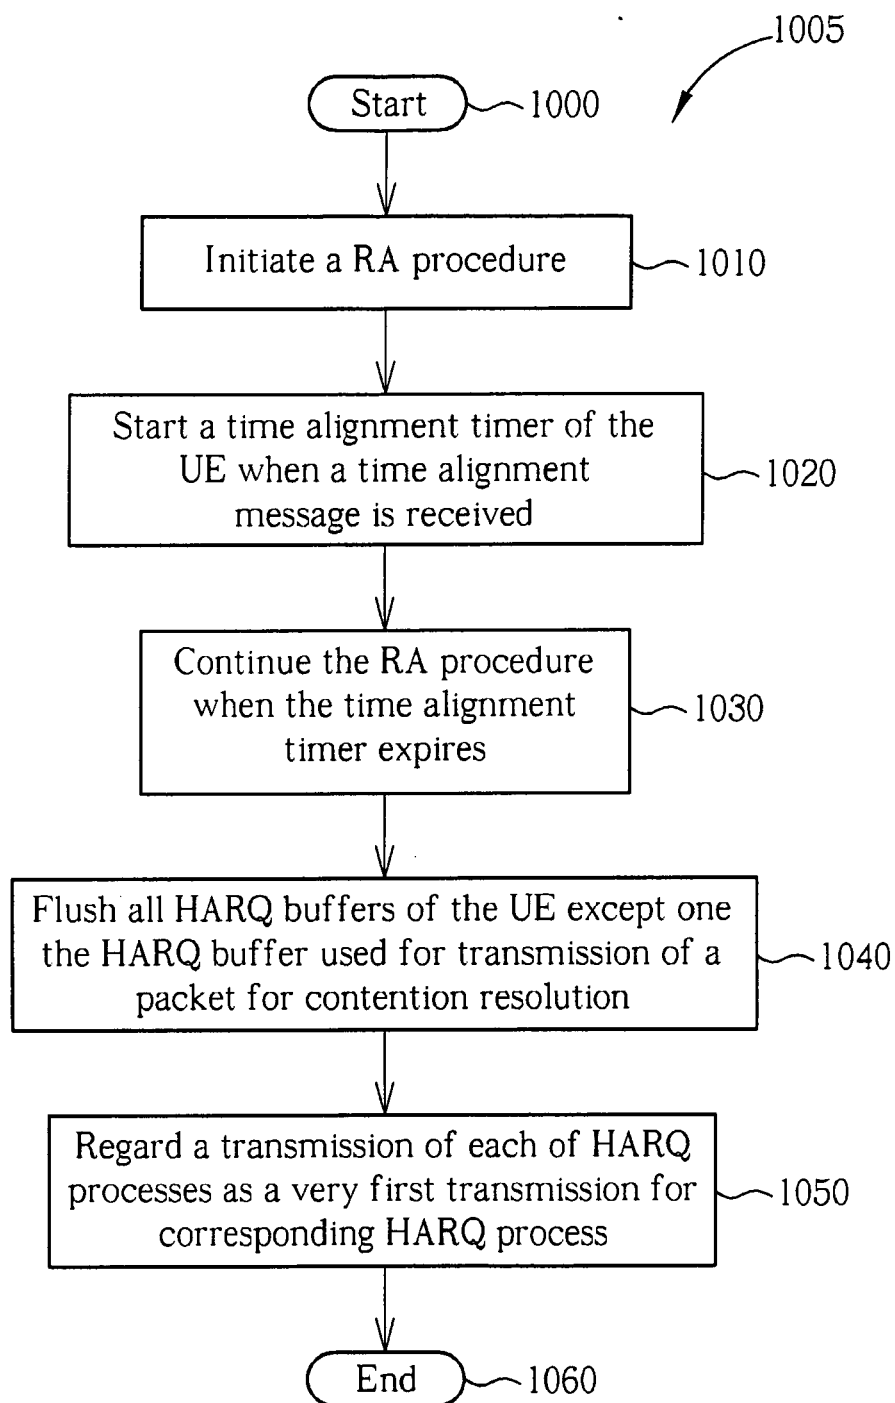 1005
Start
1000
Initiate a RA procedure
1010
Start a time alignment timer of the
UE when a time alignment
message is received
1020
Continue the RA procedure
when the time alignment
timer expires
1030
Flush all HARQ buffers of the UE except one
the HARQ buffer used for transmission of a
packet for contention resolution
1040
Regard a transmission of each of HARQ
processes as a very first transmission for
corresponding HARQ process
1050
End
1060